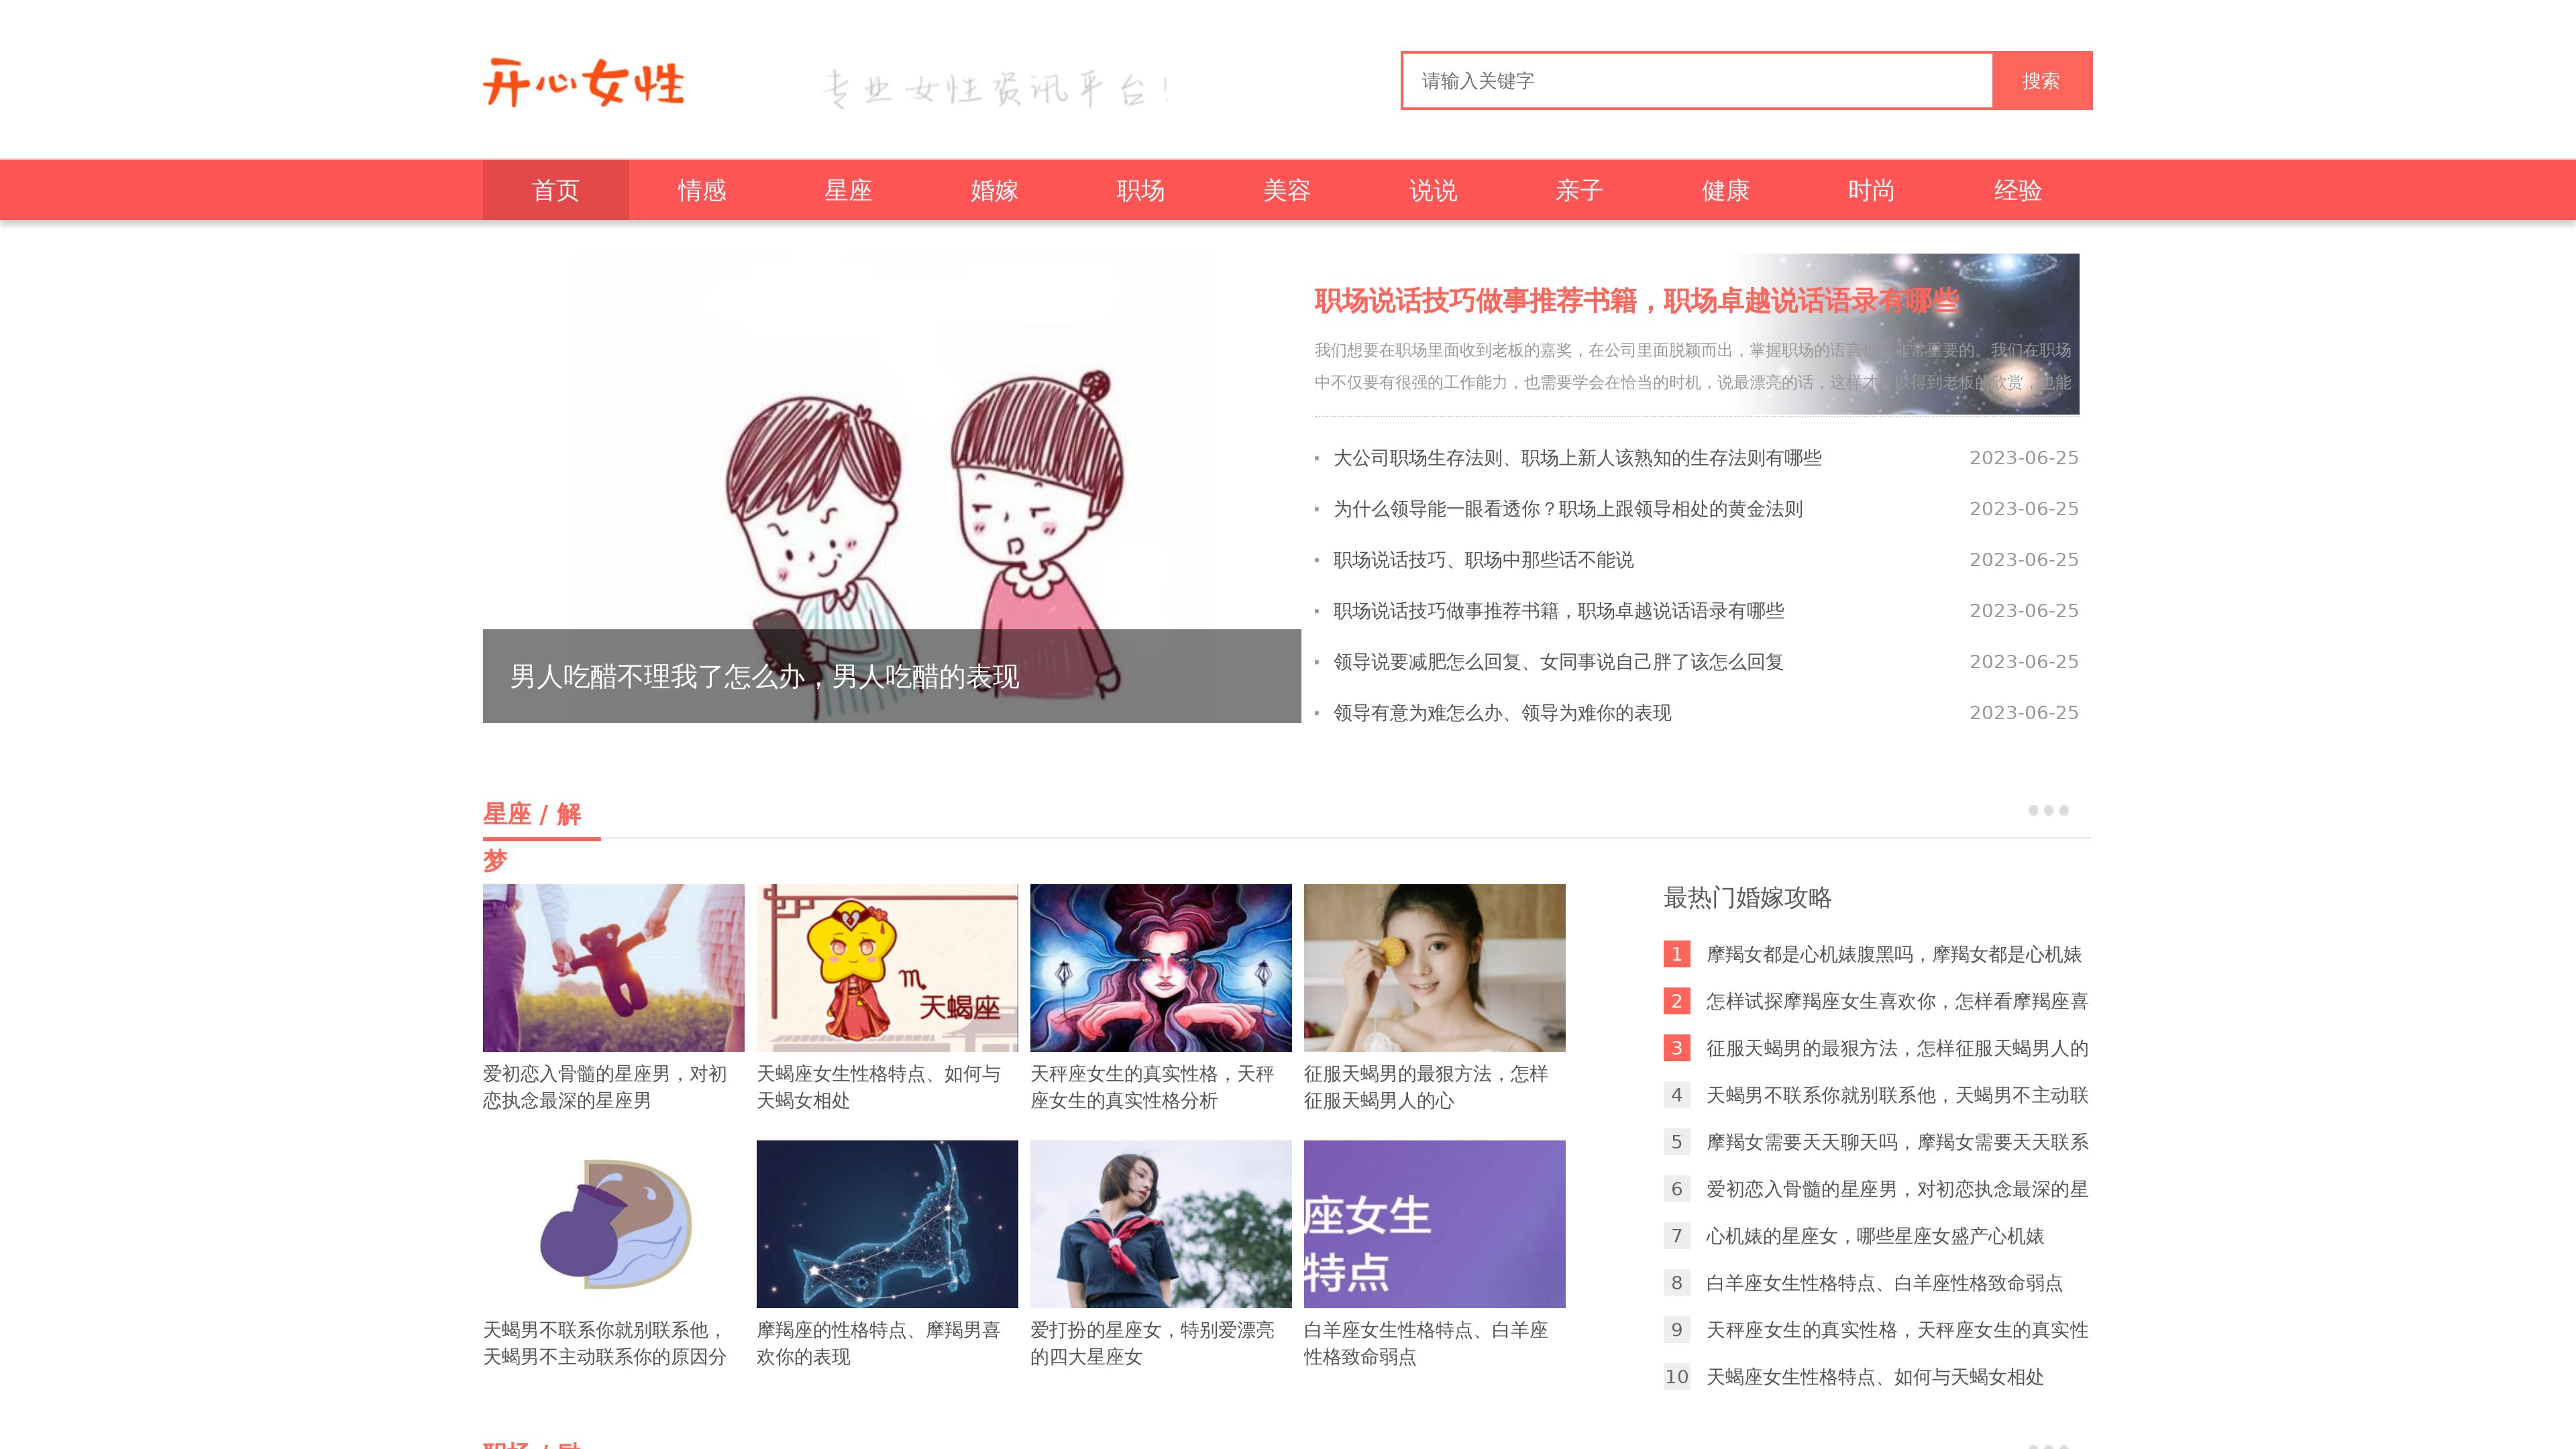 开心女性
专业女性资讯平台！
请输入关键字
搜索
首页 情感 星座 婚嫁 职场 美容 说说 亲子 健康 时尚 经验
男人吃醋不理我了怎么办，男人吃醋的表现
职场说话技巧做事推荐书籍，职场卓越说话语录有哪些
我们想要在职场里面收到老板的嘉奖，在公司里面脱颖而出，掌握职场的语言也是非常重要的。我们在职场
中不仅要有很强的工作能力，也需要学会在恰当的时机，说最漂亮的话，这样才可以得到老板的欣赏，也能
大公司职场生存法则、职场上新人该熟知的生存法则有哪些 2023-06-25
为什么领导能一眼看透你？职场上跟领导相处的黄金法则 2023-06-25
职场说话技巧、职场中那些话不能说 2023-06-25
职场说话技巧做事推荐书籍，职场卓越说话语录有哪些 2023-06-25
领导说要减肥怎么回复、女同事说自己胖了该怎么回复 2023-06-25
领导有意为难怎么办、领导为难你的表现 2023-06-25
星座 / 解
梦
天蝎座
爱初恋入骨髓的星座男，对初
恋执念最深的星座男
天蝎座女生性格特点、如何与
天蝎女相处
天秤座女生的真实性格，天秤
座女生的真实性格分析
征服天蝎男的最狠方法，怎样
征服天蝎男人的心
座女生
特点
天蝎男不联系你就别联系他，
天蝎男不主动联系你的原因分
摩羯座的性格特点、摩羯男喜
欢你的表现
爱打扮的星座女，特别爱漂亮
的四大星座女
白羊座女生性格特点、白羊座
性格致命弱点
最热门婚嫁攻略
1 摩羯女都是心机婊腹黑吗，摩羯女都是心机婊
2 怎样试探摩羯座女生喜欢你，怎样看摩羯座喜
3 征服天蝎男的最狠方法，怎样征服天蝎男人的
4 天蝎男不联系你就别联系他，天蝎男不主动联
5 摩羯女需要天天聊天吗，摩羯女需要天天联系
6 爱初恋入骨髓的星座男，对初恋执念最深的星
7 心机婊的星座女，哪些星座女盛产心机婊
8 白羊座女生性格特点、白羊座性格致命弱点
9 天秤座女生的真实性格，天秤座女生的真实性
10 天蝎座女生性格特点、如何与天蝎女相处